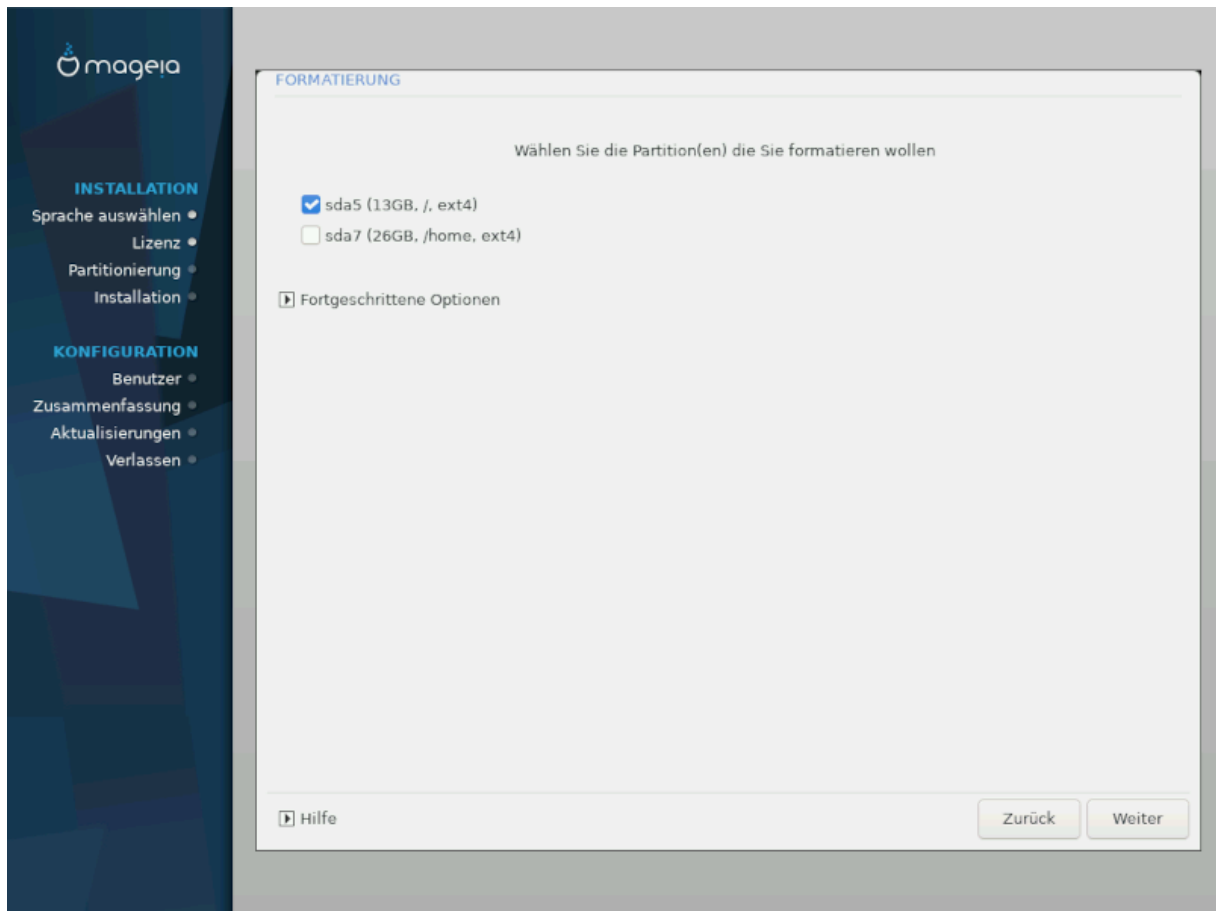 mageia
INSTALLATION
Sprache auswählen
Lizenz
Partitionierung
Installation
KONFIGURATION
Benutzer
Zusammenfassung
Aktualisierungen
Verlassen
FORMATIERUNG
Wählen Sie die Partition(en) die Sie formatieren wollen
sda5 (13GB, /, ext4)
sda7 (26GB, /home, ext4)
Fortgeschrittene Optionen
Hilfe
Zurück
Weiter